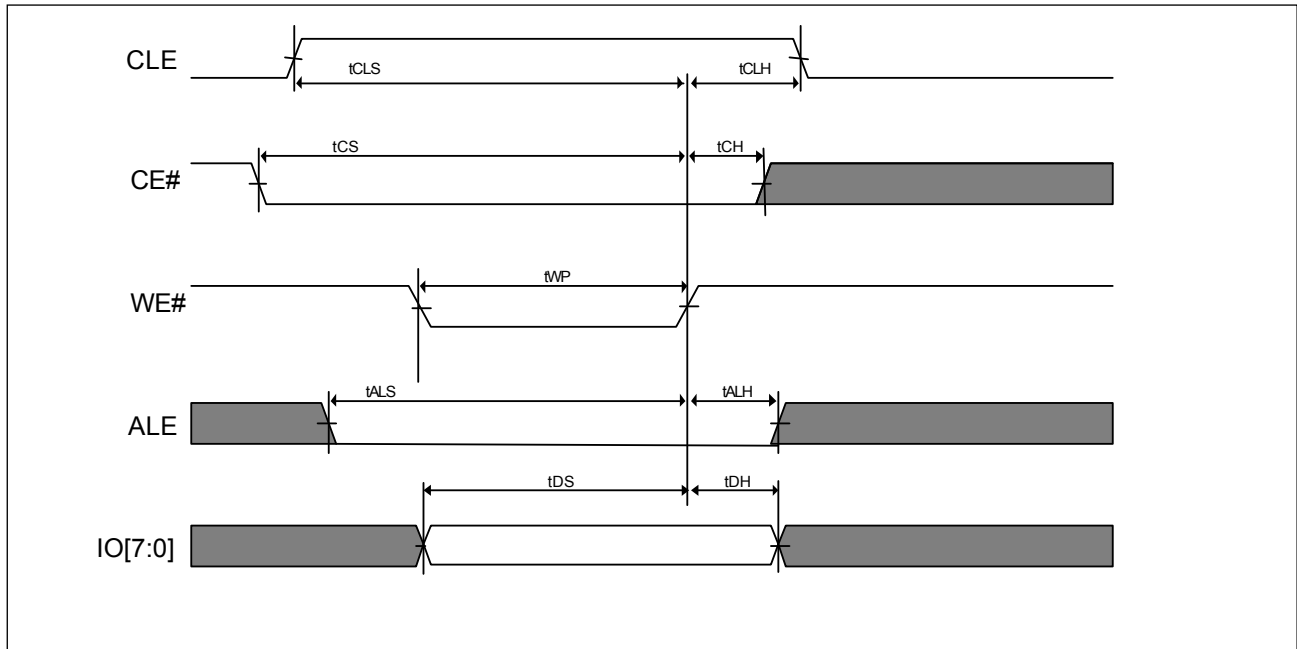 CLE
tCLS
tCLH
tCS
tCH
CE#
tWP
WE#
tALS
tALH
ALE
tDS
tDH
IO[7:0]